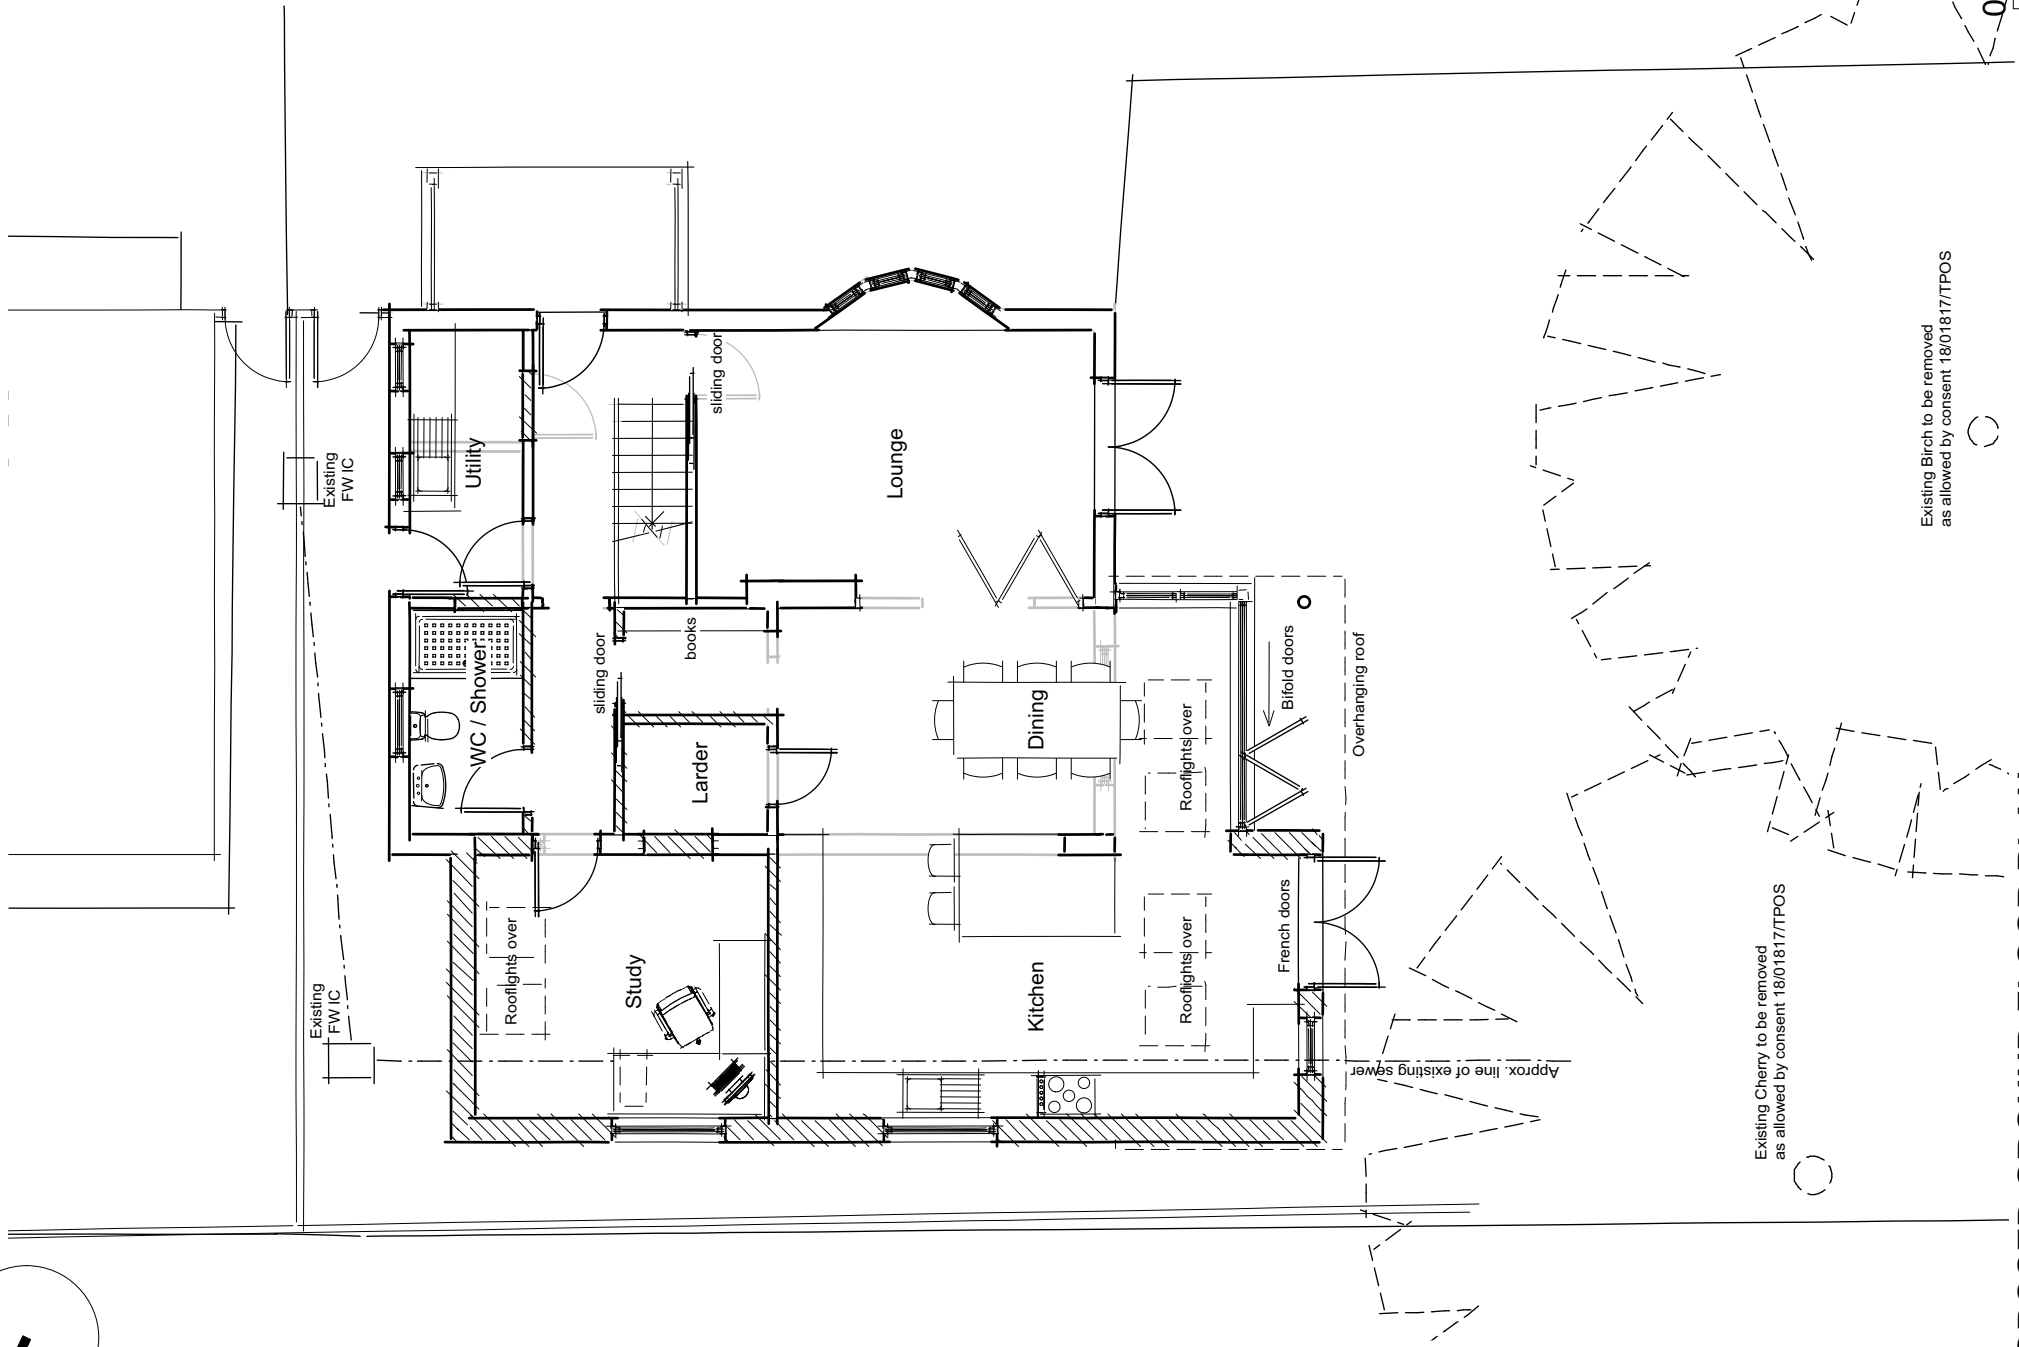 Existing
FW IC
Utility
sliding door
Lounge
Existing Birch to be removed
as allowed by consent 18/01817/TPOS
WC / Shower
sliding door
books
Larder
Dining
Rooflights over
Bifold doors
Overhanging roof
Existing
FW IC
Rooflights over
Study
Kitchen
Rooflights over
French doors
Approx. line of existing sewer
Existing Cherry to be removed
as allowed by consent 18/01817/TPOS
0